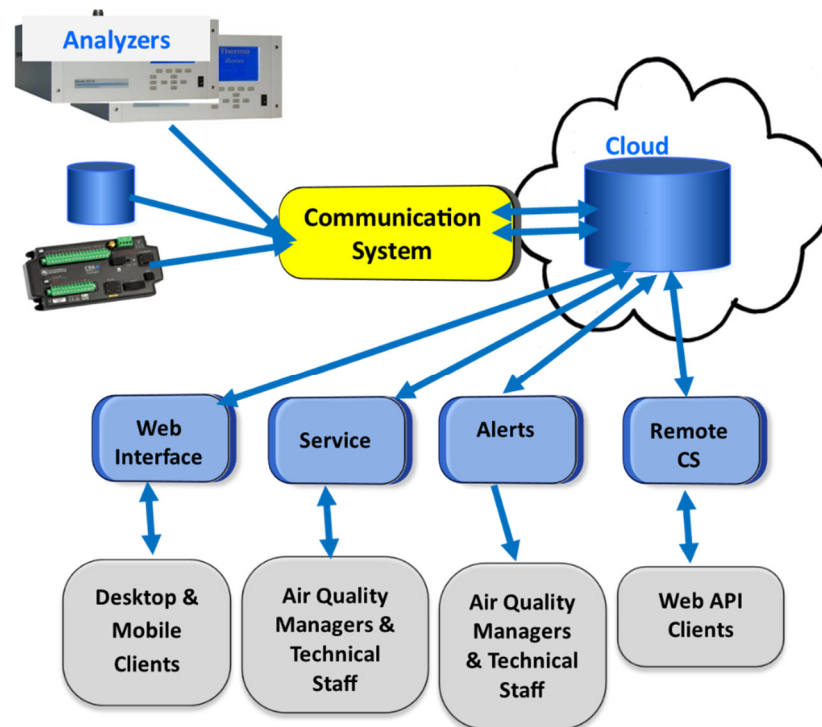 Analyzers
Thermo
Cloud
Communication
System
Web
Interface
Service
Alerts
Remote
CS
Desktop &
Mobile
Clients
Air Quality
Managers &
Technical
Staff
Air Quality
Managers
& Technical
Staff
Web API
Clients